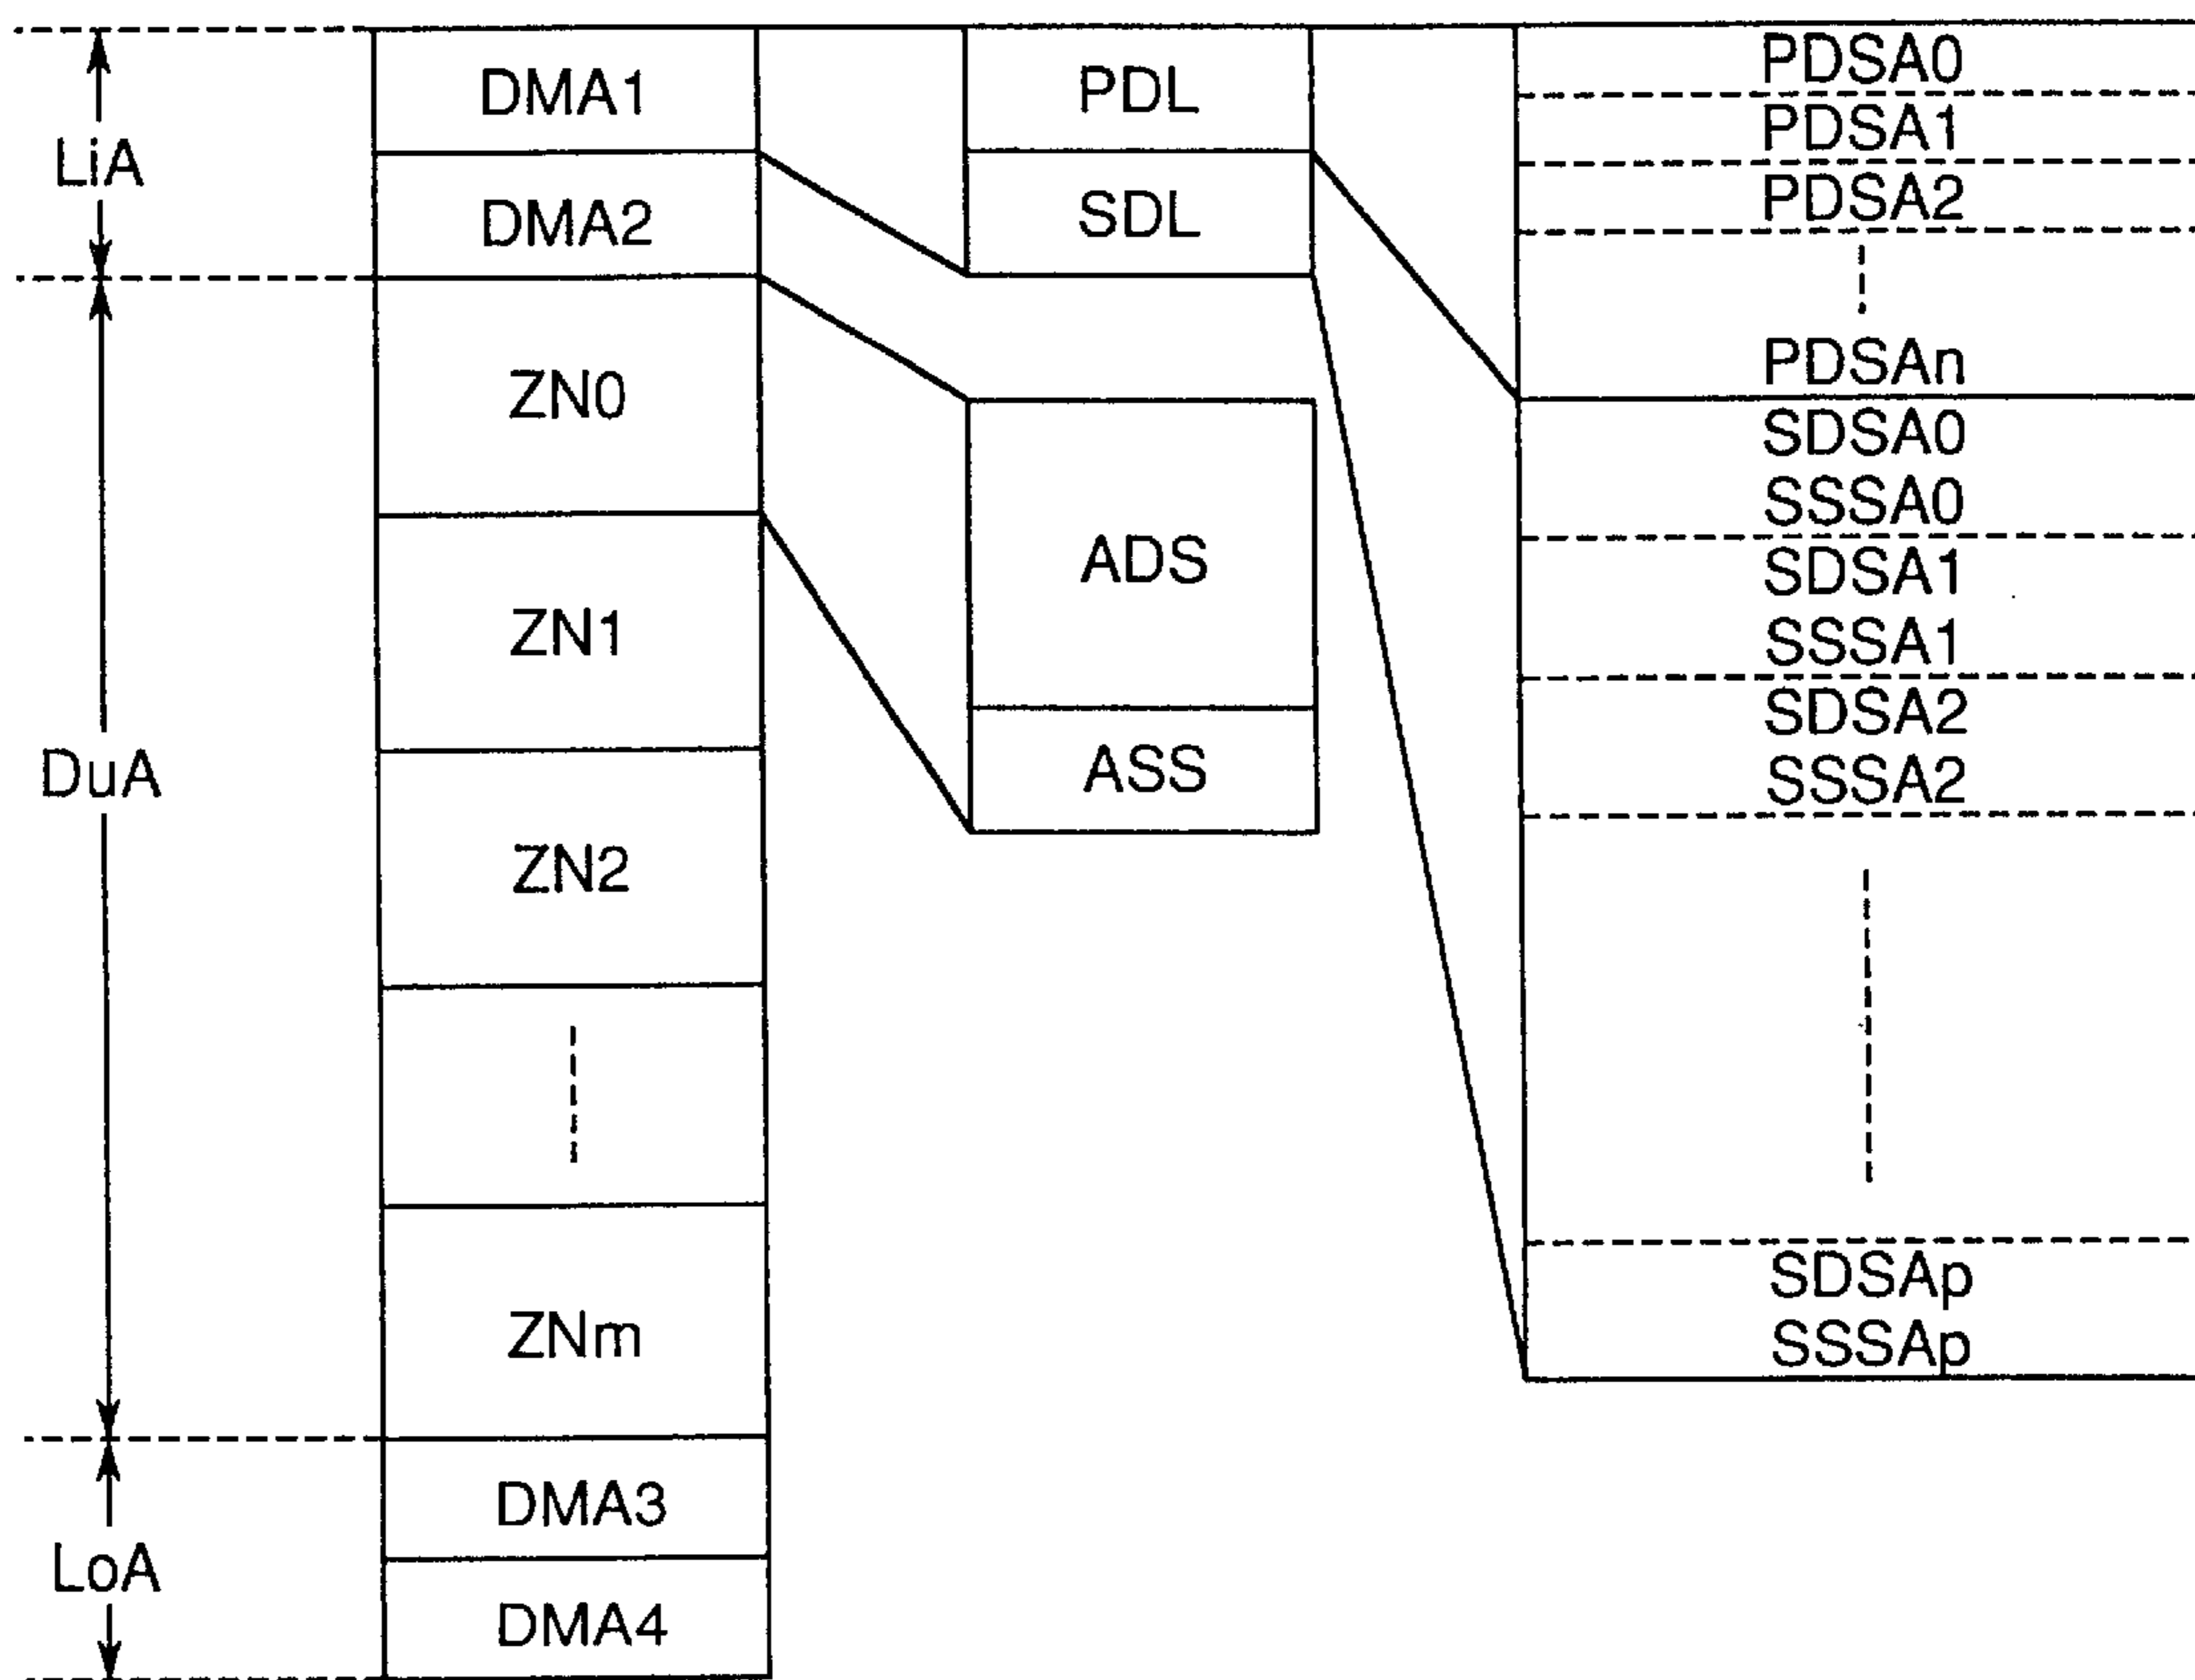 LiA
DuA
LoA
DMA1
DMA2
ZN0
ZN1
ZN2
ZNm
DMA3
DMA4
PDL
SDL
ADS
ASS
PDSA0
PDSA1
PDSA2
PDSAn
SDSA0
SSSA0
SDSA1
SSSA1
SDSA2
SSSA2
SDSAp
SSSAp